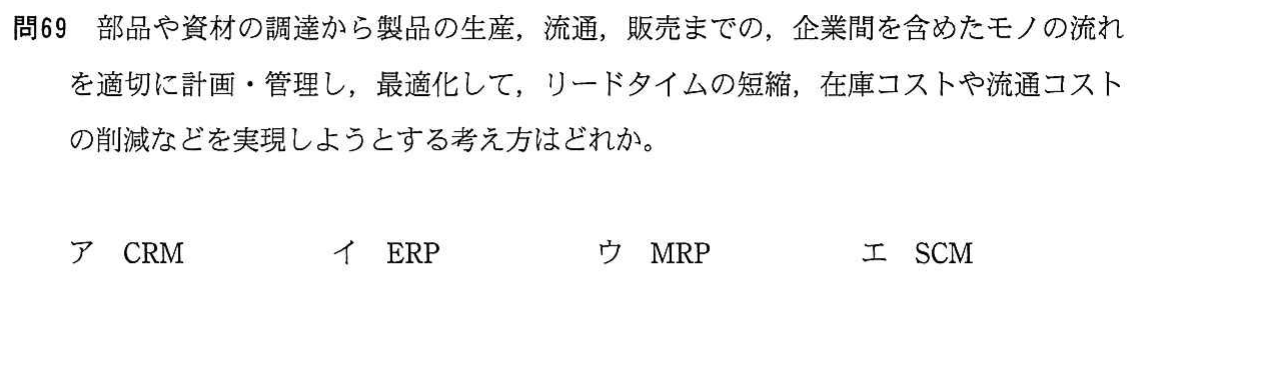 問69　部品や資材の調達から製品の生産，流通，販売までの，企業間を含めたモノの流れ
を適切に計画・管理し，最適化して，リードタイムの短縮，在庫コストや流通コスト
の削減などを実現しようとする考え方はどれか。
ア　CRM　イ　ERP　ウ　MRP　エ　SCM